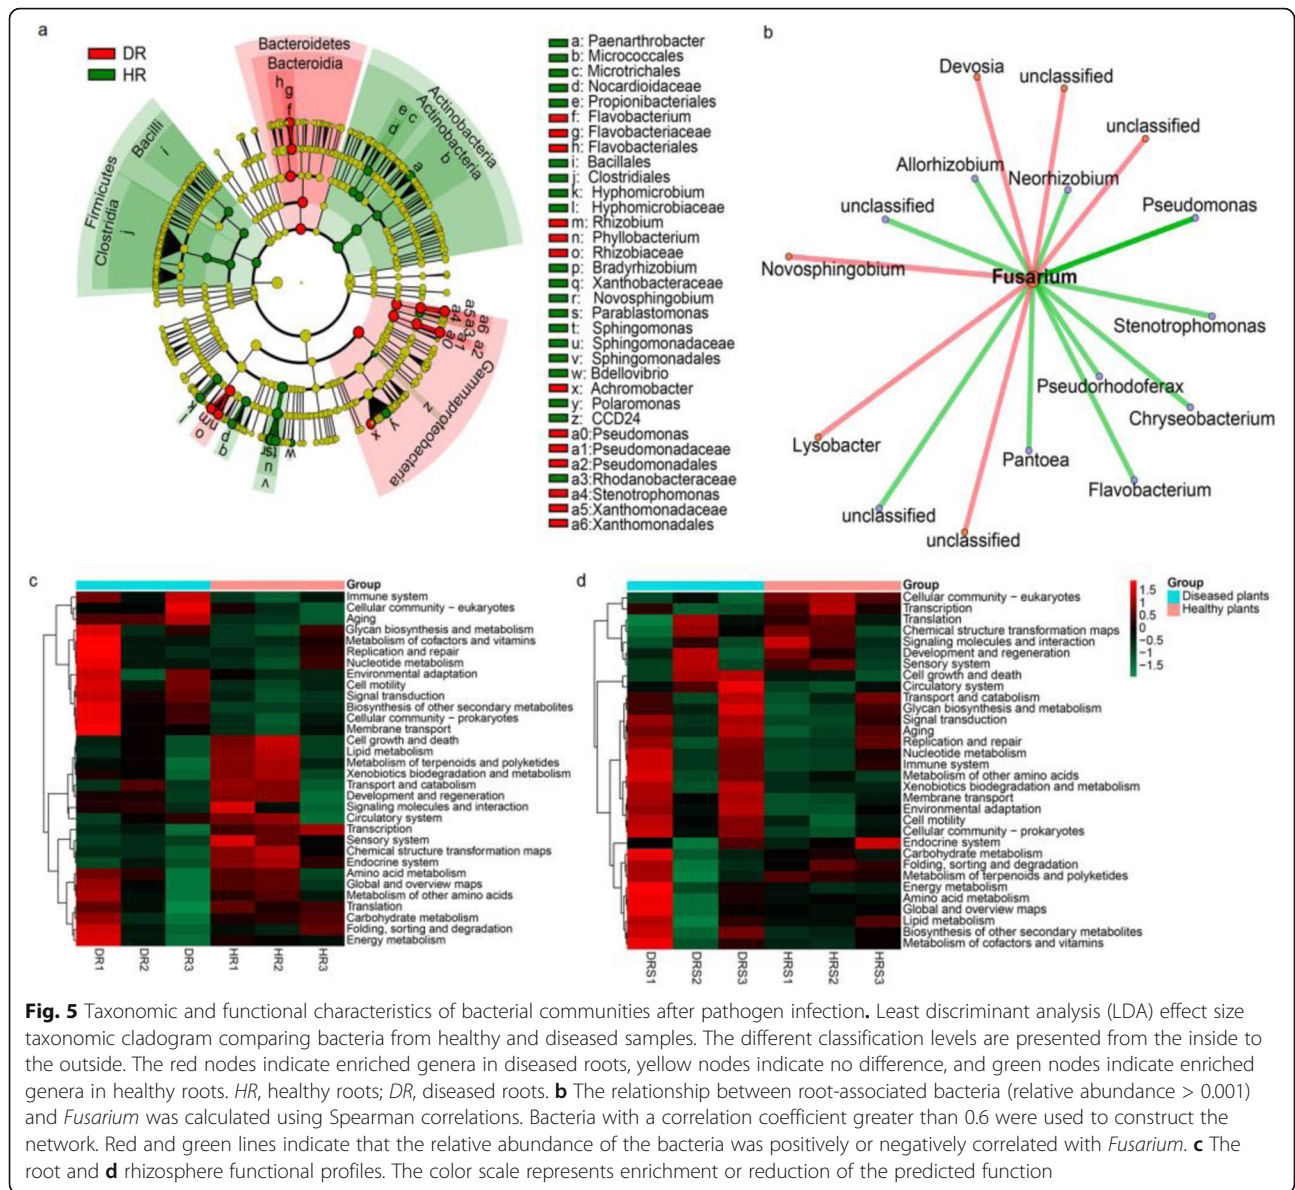 a
DR
HR
Bacteroidetes
Bacteroidia
h
g
f
Actinobacteria
Actinobacteria
e c
d
b
a
Firmicutes
Clostridia
Bacilli
i
j
a6
a5
a4
a3
a2
a1
a0
Gammaproteobacteria
z
y
x
w
v
u
t
s
r
q
p
o
n
m
l
k
a: Paenarthrobacter
b: Micrococcales
c: Microtrichales
d: Nocardioidaceae
e: Propionibacteriales
f: Flavobacterium
g: Flavobacteriaceae
h: Flavobacteriales
i: Bacillales
j: Clostridiales
k: Hyphomicrobium
l: Hyphomicrobiaceae
m: Rhizobium
n: Phyllobacterium
o: Rhizobiaceae
p: Bradyrhizobium
q: Xanthobacteraceae
r: Novosphingobium
s: Parablastomonas
t: Sphingomonas
u: Sphingomonadaceae
v: Sphingomonadales
w: Bdellovibrio
x: Achromobacter
y: Polaromonas
z: CCD24
a0:Pseudomonas
a1:Pseudomonadaceae
a2:Pseudomonadales
a3:Rhodanobacteraceae
a4:Stenotrophomonas
a5:Xanthomonadaceae
a6:Xanthomonadales
b
Devosia
unclassified
unclassified
Allorhizobium
Neorhizobium
unclassified
Pseudomonas
Novosphingobium
Fusarium
Stenotrophomonas
Pseudorhodoferax
Chryseobacterium
Lysobacter
Pantoea
Flavobacterium
unclassified
unclassified
c
Group
Immune system
Cellular community − eukaryotes
Aging
Glycan biosynthesis and metabolism
Metabolism of cofactors and vitamins
Replication and repair
Nucleotide metabolism
Environmental adaptation
Cell motility
Signal transduction
Biosynthesis of other secondary metabolites
Cellular community − prokaryotes
Membrane transport
Cell growth and death
Lipid metabolism
Metabolism of terpenoids and polyketides
Xenobiotics biodegradation and metabolism
Transport and catabolism
Development and regeneration
Signaling molecules and interaction
Circulatory system
Transcription
Sensory system
Chemical structure transformation maps
Endocrine system
Amino acid metabolism
Global and overview maps
Metabolism of other amino acids
Translation
Carbohydrate metabolism
Folding, sorting and degradation
Energy metabolism
DR1
DR2
DR3
HR1
HR2
HR3
d
Group
Cellular community − eukaryotes
Transcription
Translation
Chemical structure transformation maps
Signaling molecules and interaction
Development and regeneration
Sensory system
Cell growth and death
Circulatory system
Transport and catabolism
Glycan biosynthesis and metabolism
Signal transduction
Aging
Replication and repair
Nucleotide metabolism
Immune system
Metabolism of other amino acids
Xenobiotics biodegradation and metabolism
Membrane transport
Environmental adaptation
Cell motility
Cellular community − prokaryotes
Endocrine system
Carbohydrate metabolism
Folding, sorting and degradation
Metabolism of terpenoids and polyketides
Energy metabolism
Amino acid metabolism
Global and overview maps
Lipid metabolism
Biosynthesis of other secondary metabolites
Metabolism of cofactors and vitamins
DRS1
DRS2
DRS3
HRS1
HRS2
HRS3
1.5
1
0.5
0
−0.5
−1
−1.5
Group
Diseased plants
Healthy plants
Fig. 5 Taxonomic and functional characteristics of bacterial communities after pathogen infection. Least discriminant analysis (LDA) effect size
taxonomic cladogram comparing bacteria from healthy and diseased samples. The different classification levels are presented from the inside to
the outside. The red nodes indicate enriched genera in diseased roots, yellow nodes indicate no difference, and green nodes indicate enriched
genera in healthy roots. HR, healthy roots; DR, diseased roots. b The relationship between root-associated bacteria (relative abundance > 0.001)
and Fusarium was calculated using Spearman correlations. Bacteria with a correlation coefficient greater than 0.6 were used to construct the
network. Red and green lines indicate that the relative abundance of the bacteria was positively or negatively correlated with Fusarium. c The
root and d rhizosphere functional profiles. The color scale represents enrichment or reduction of the predicted function